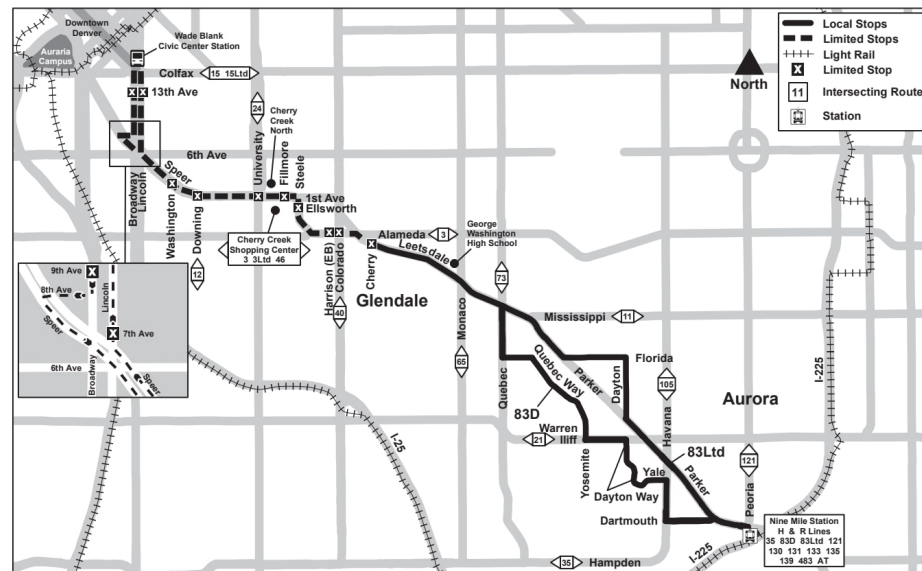 Downtown
Denver
Wade Blank
Civic Center Station
Auraria
Campus
Colfax
15 15Ltd
13th Ave
24
Cherry
Creek
North
North
Local Stops
Limited Stops
Light Rail
X Limited Stop
11 Intersecting Route
Station
6th Ave
Speer
University
Fillmore
Steele
Broadway
Lincoln
Washington
Downing
1st Ave
Ellsworth
Cherry Creek
Shopping Center
3 3Ltd 46
Harrison (EB)
Colorado
Alameda
3
Cherry
Leetsdale
George
Washington
High School
12
40
Glendale
Monaco
65
73
Mississippi
11
9th Ave
8th Ave
Lincoln
Speer
7th Ave
6th Ave
Broadway
Speer
Quebec
Quebec Way
Parker
Dayton
Florida
105
Havana
Aurora
I-225
83D
21
Warren
Iliff
83Ltd
121
Peoria
I-25
Yosemite
Yale
Dayton Way
Parker
Dartmouth
Nine Mile Station
H & R Lines
35 83D 83Ltd 121
130 131 133 135
139 483 AT
35
Hampden
I-225